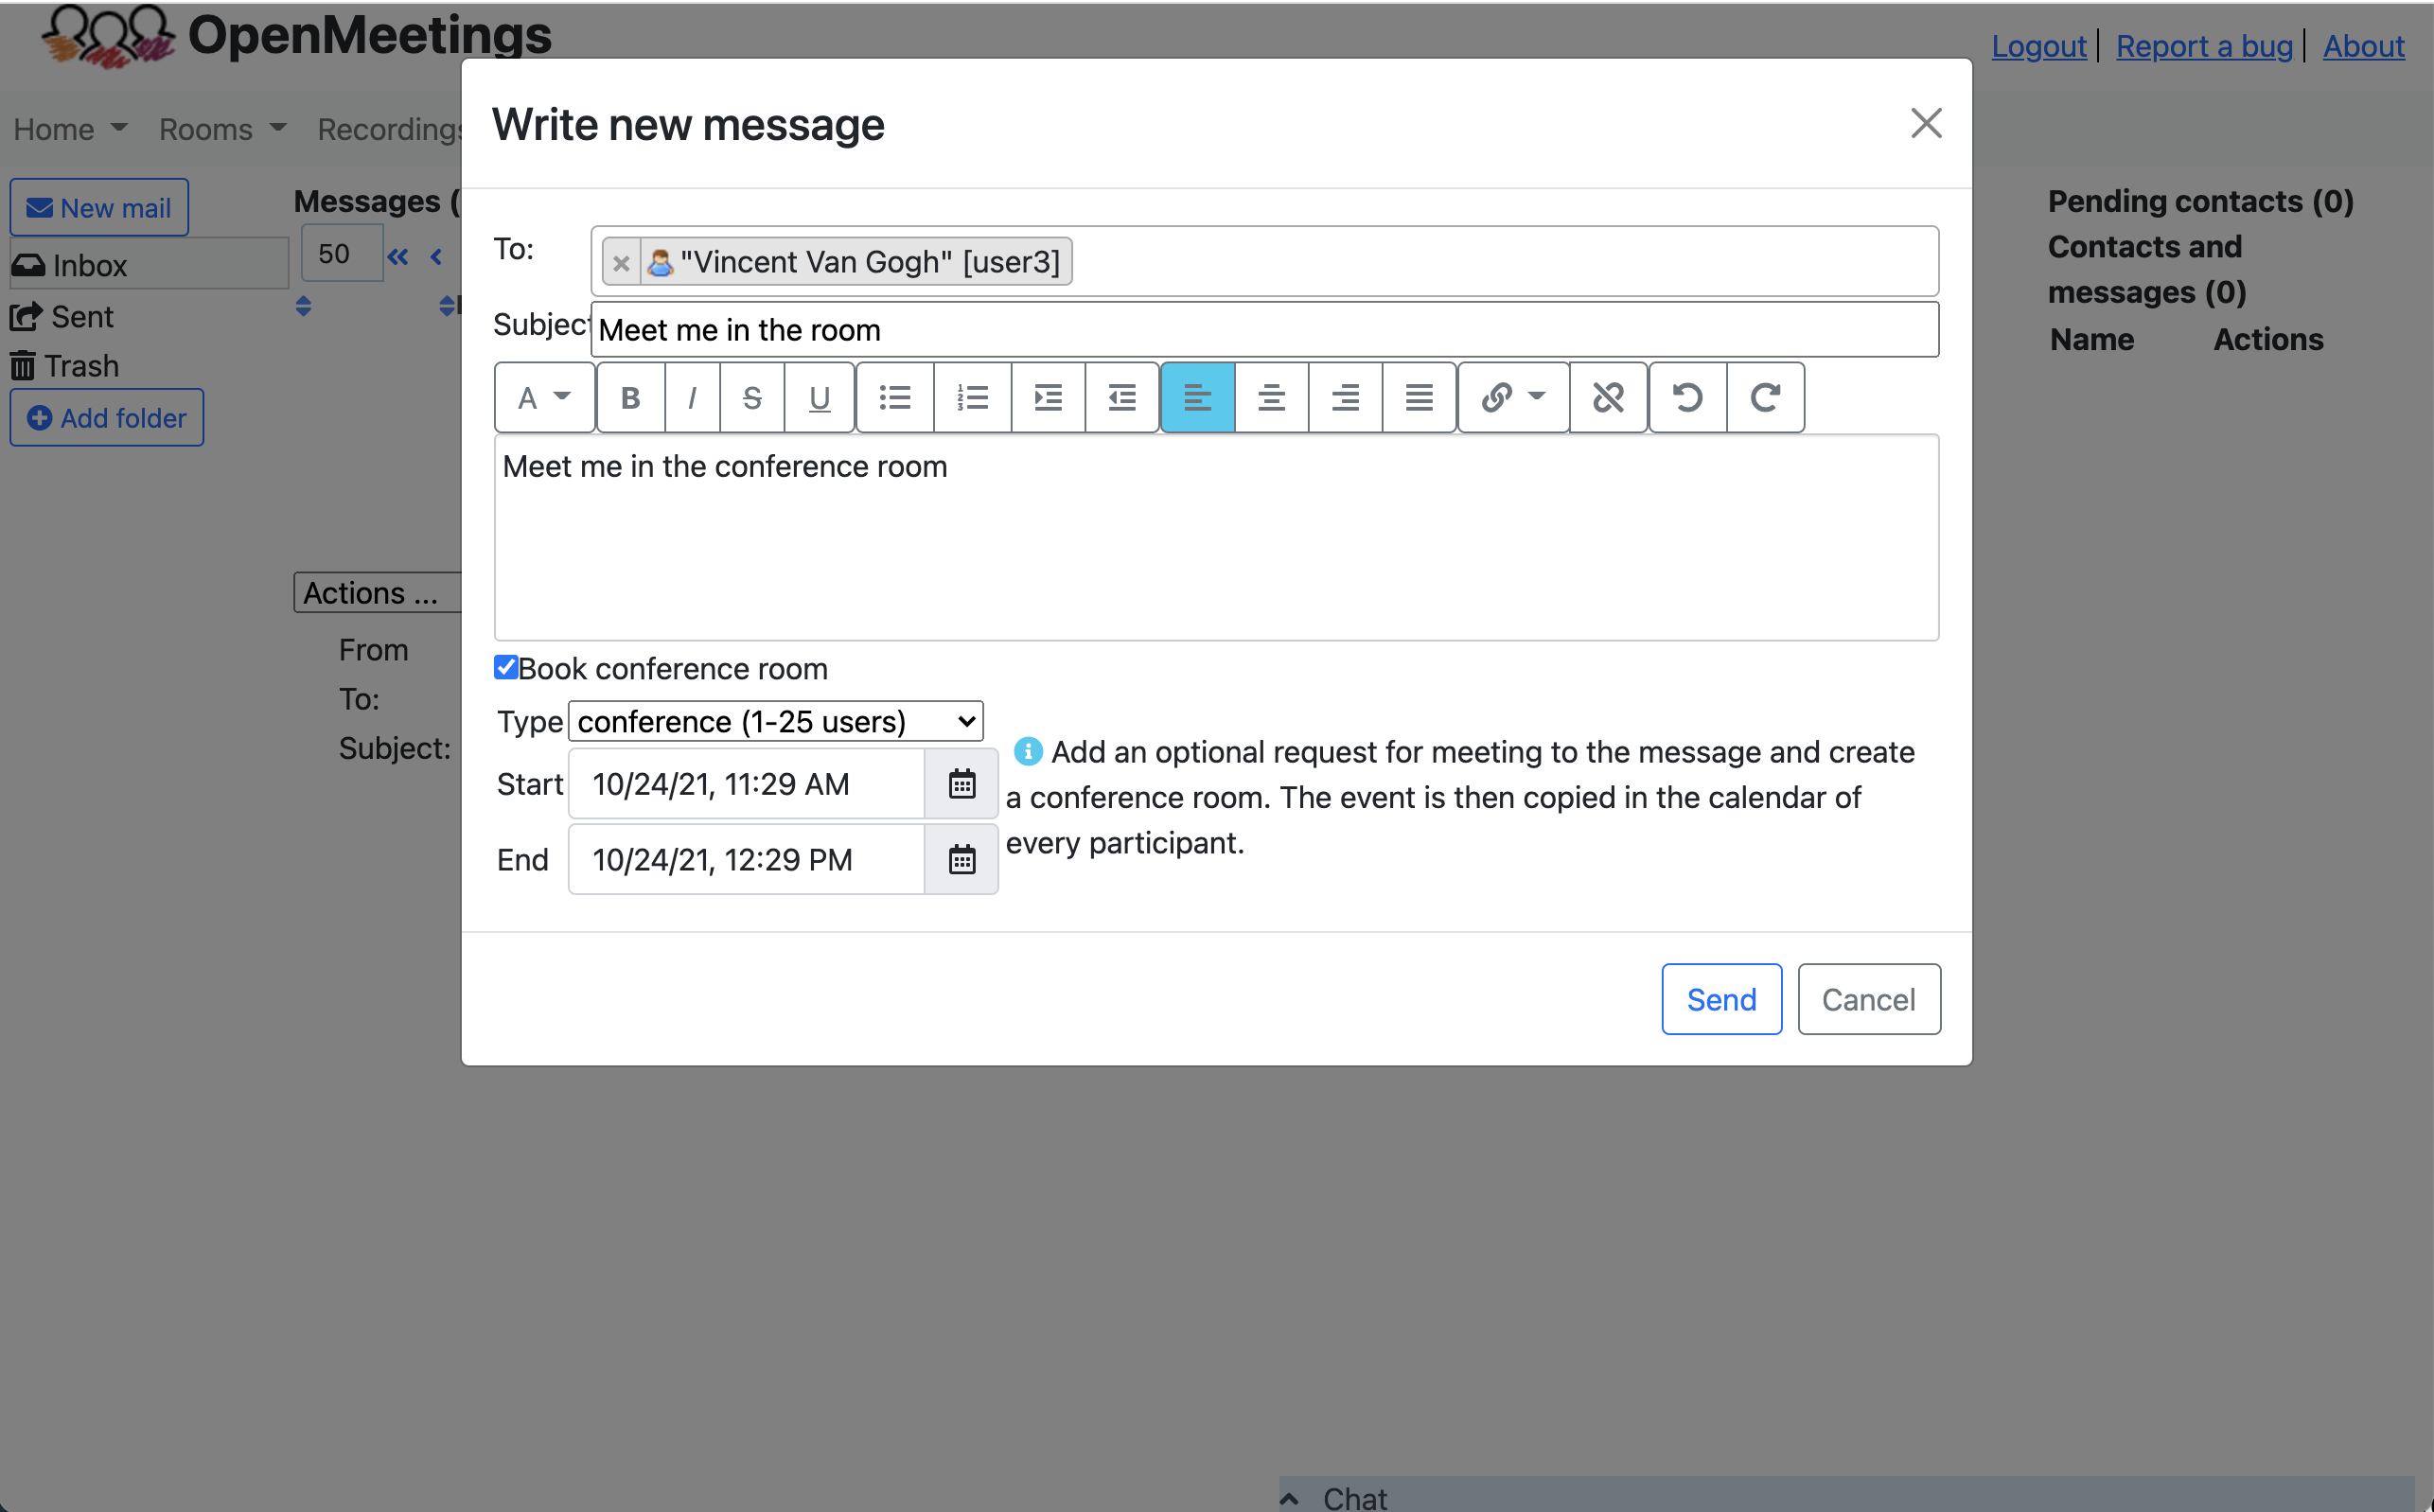 OpenMeetings
Logout Report a bug About
Home Rooms Recordings
Write new message
New mail
Inbox
Sent
Trash
Add folder
Messages (
50
Actions ...
From
To:
Subject:
To: "Vincent Van Gogh" [user3]
Subject Meet me in the room
A B I S U
Meet me in the conference room
Book conference room
Type conference (1-25 users)
Start 10/24/21, 11:29 AM
End 10/24/21, 12:29 PM
Add an optional request for meeting to the message and create
a conference room. The event is then copied in the calendar of
every participant.
Send Cancel
Pending contacts (0)
Contacts and
messages (0)
Name Actions
Chat